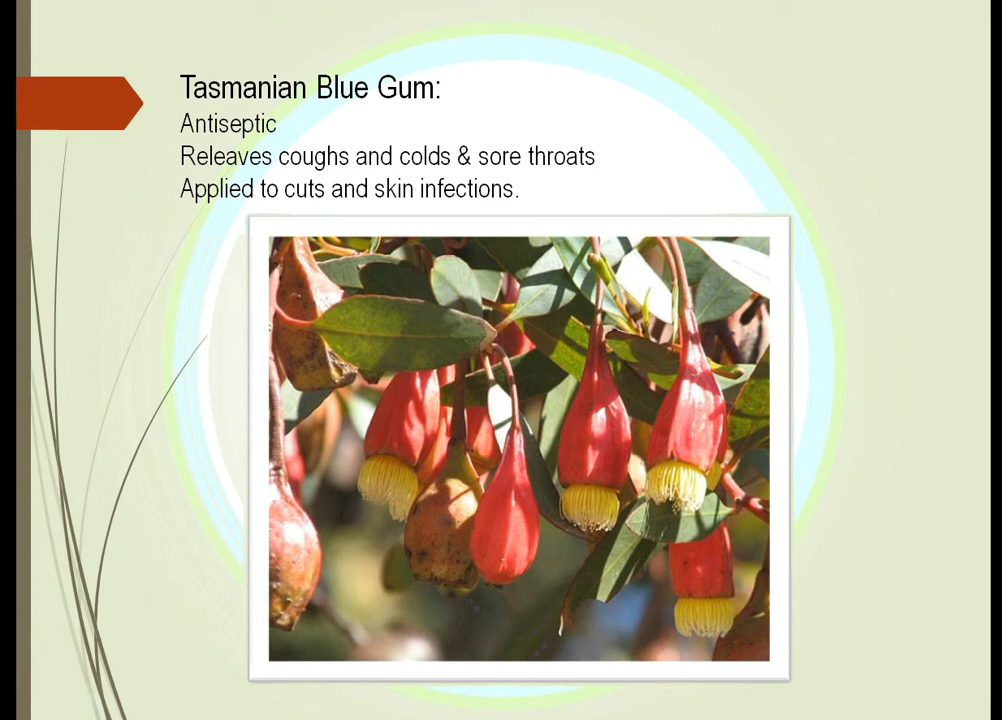 Tasmanian Blue Gum:
Antiseptic
Releaves coughs and colds & sore throats
Applied to cuts and skin infections.